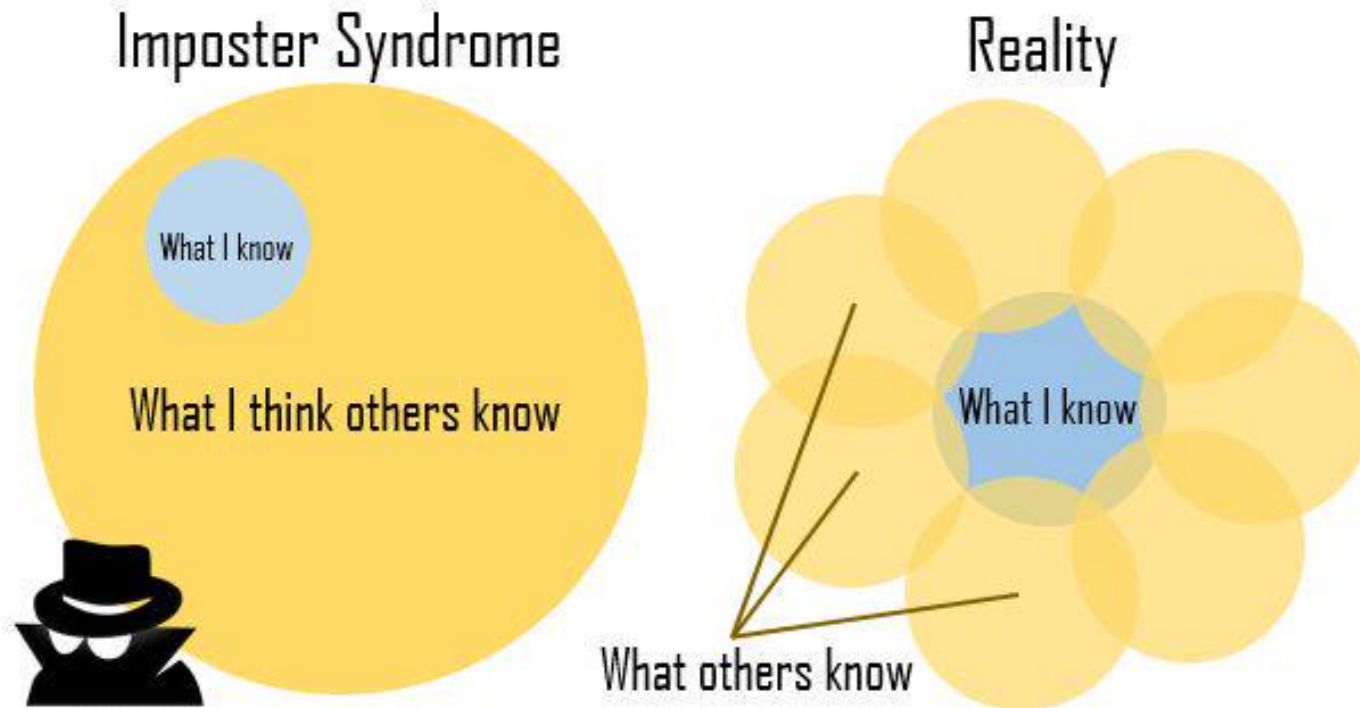 Imposter Syndrome
What I know
What I think others know
Reality
What I know
What others know